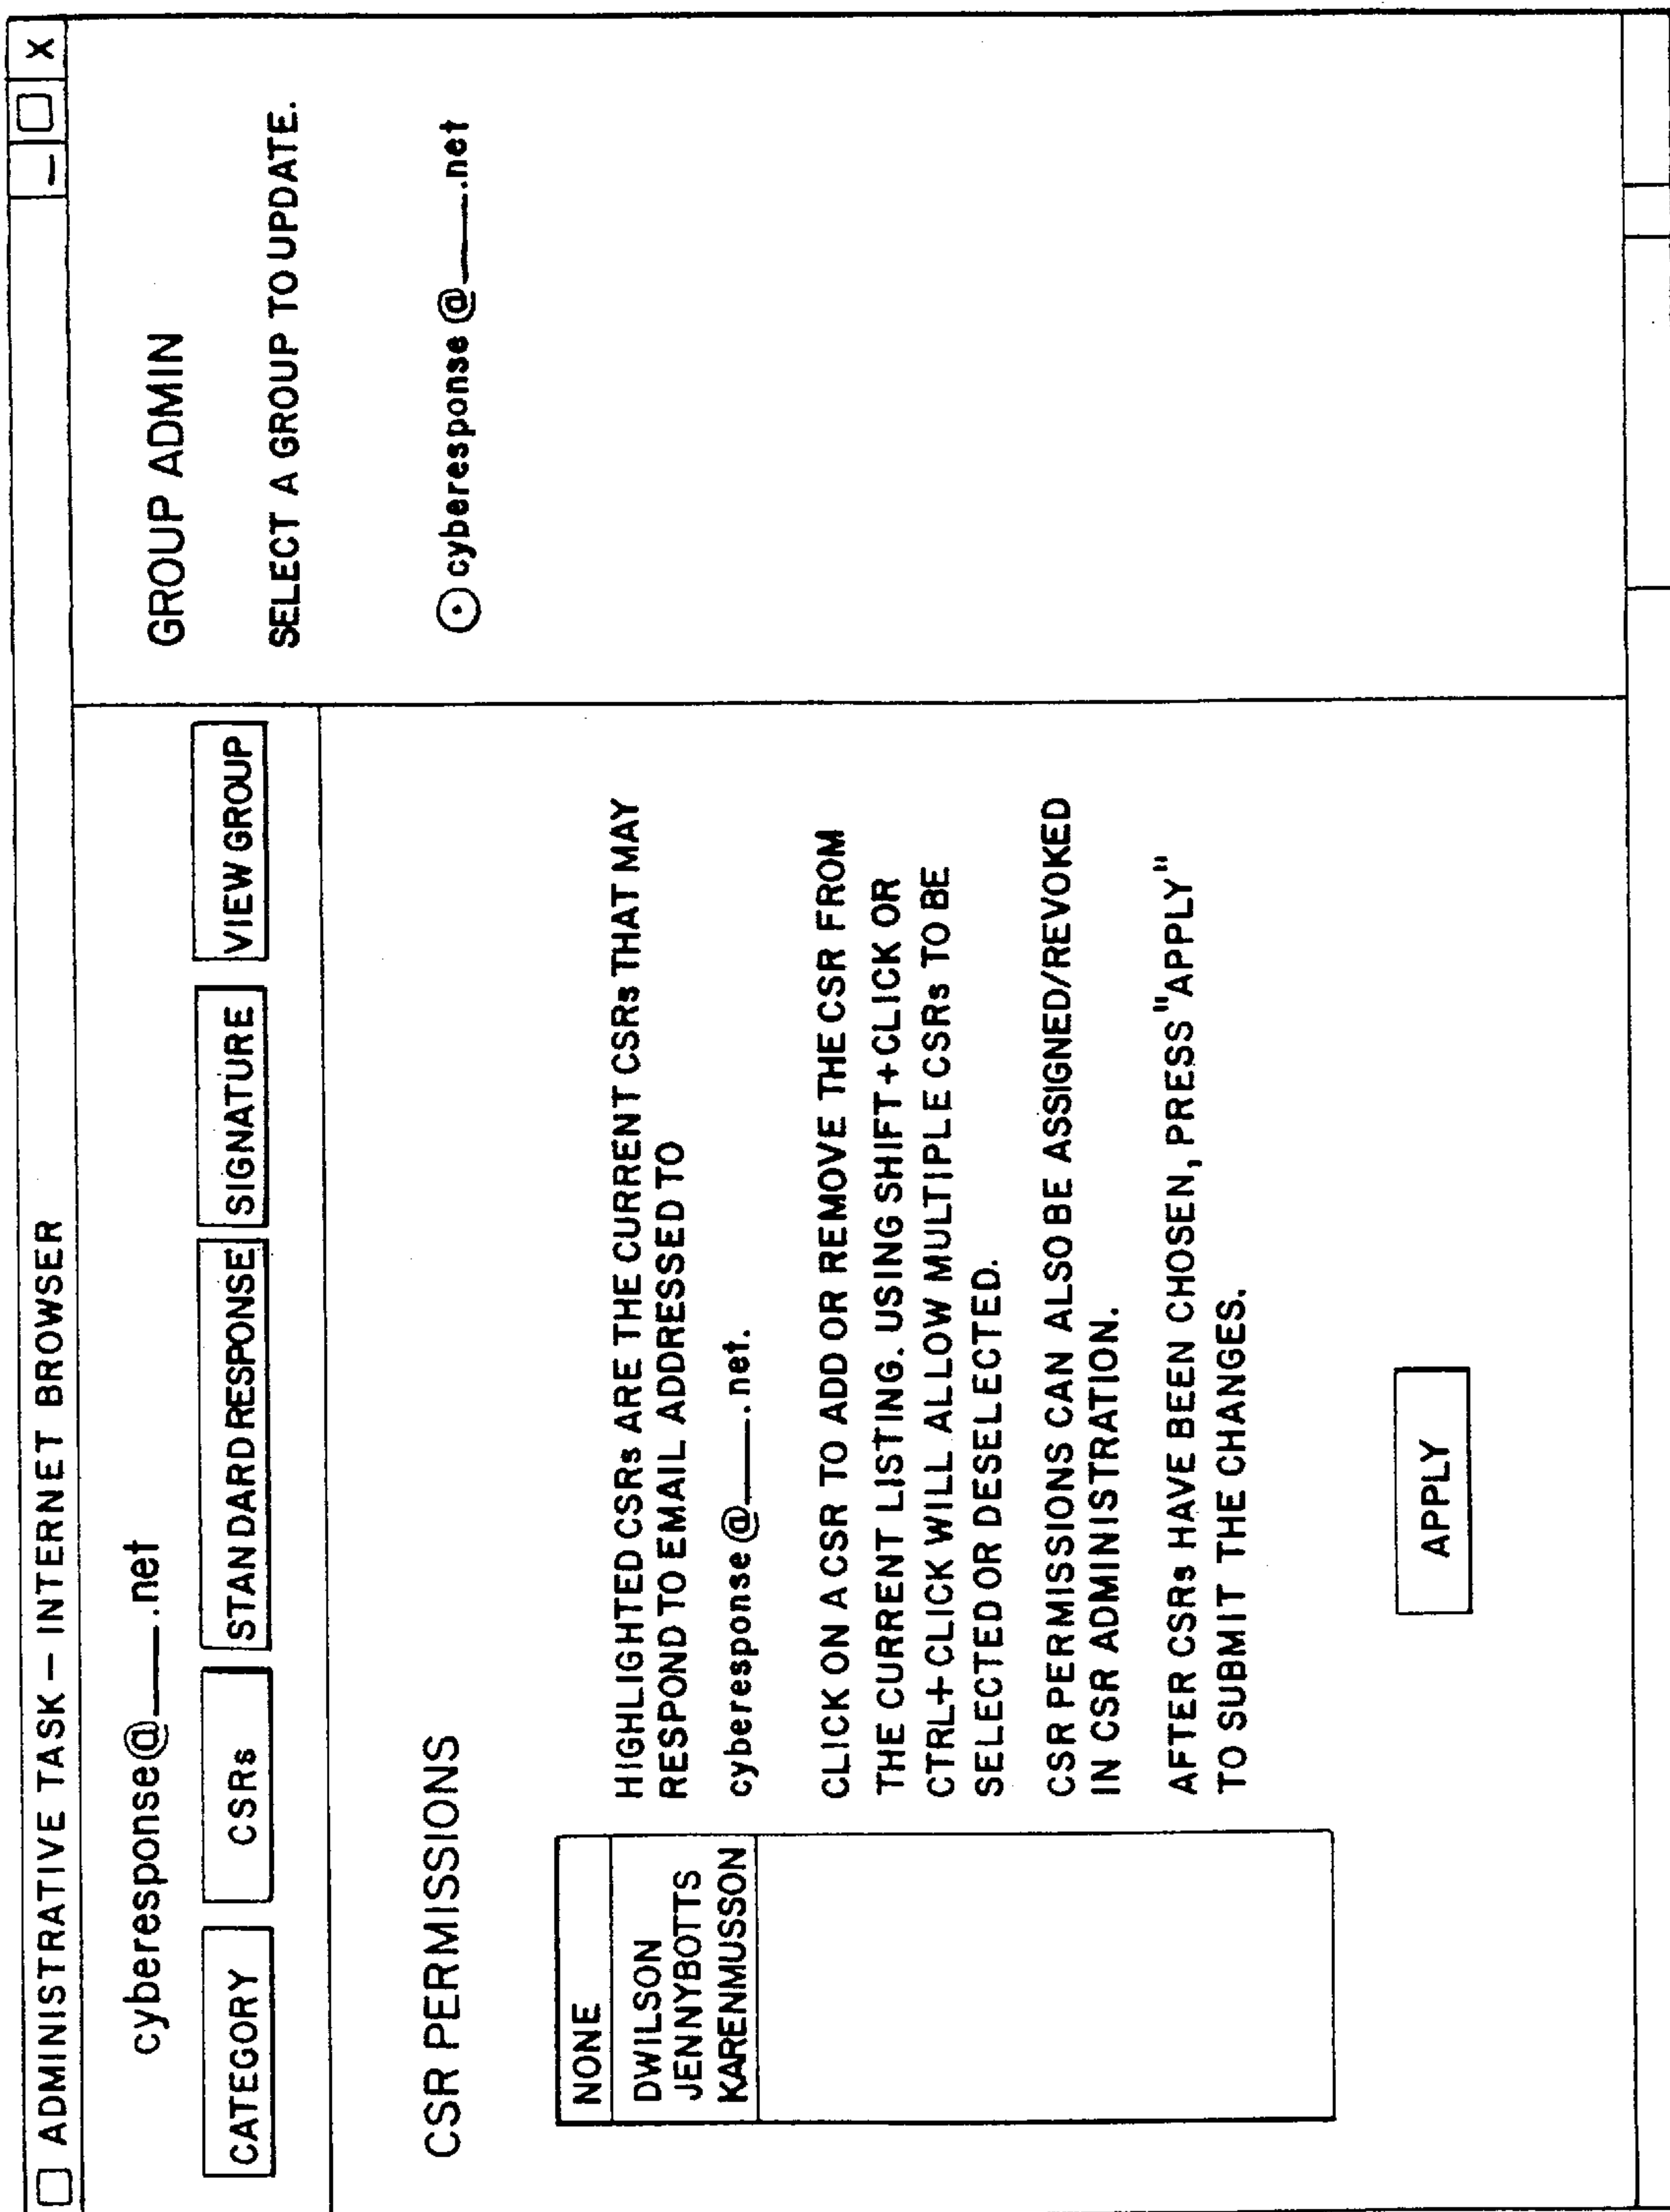 ADMINISTRATIVE TASK – INTERNET BROWSER
_ X
cyberesponse@____.net
CATEGORY CSRs STANDARD RESPONSE SIGNATURE VIEW GROUP
CSR PERMISSIONS
NONE
DWILSON
JENNYBOTTS
KARENMUSSON
HIGHLIGHTED CSRs ARE THE CURRENT CSRs THAT MAY
RESPOND TO EMAIL ADDRESSED TO
cyberesponse@____.net.
CLICK ON A CSR TO ADD OR REMOVE THE CSR FROM
THE CURRENT LISTING. USING SHIFT+CLICK OR
CTRL+CLICK WILL ALLOW MULTIPLE CSRs TO BE
SELECTED OR DESELECTED.
CSR PERMISSIONS CAN ALSO BE ASSIGNED/REVOKED
IN CSR ADMINISTRATION.
AFTER CSRs HAVE BEEN CHOSEN, PRESS "APPLY"
TO SUBMIT THE CHANGES.
APPLY
GROUP ADMIN
SELECT A GROUP TO UPDATE.
cyberesponse@____.net